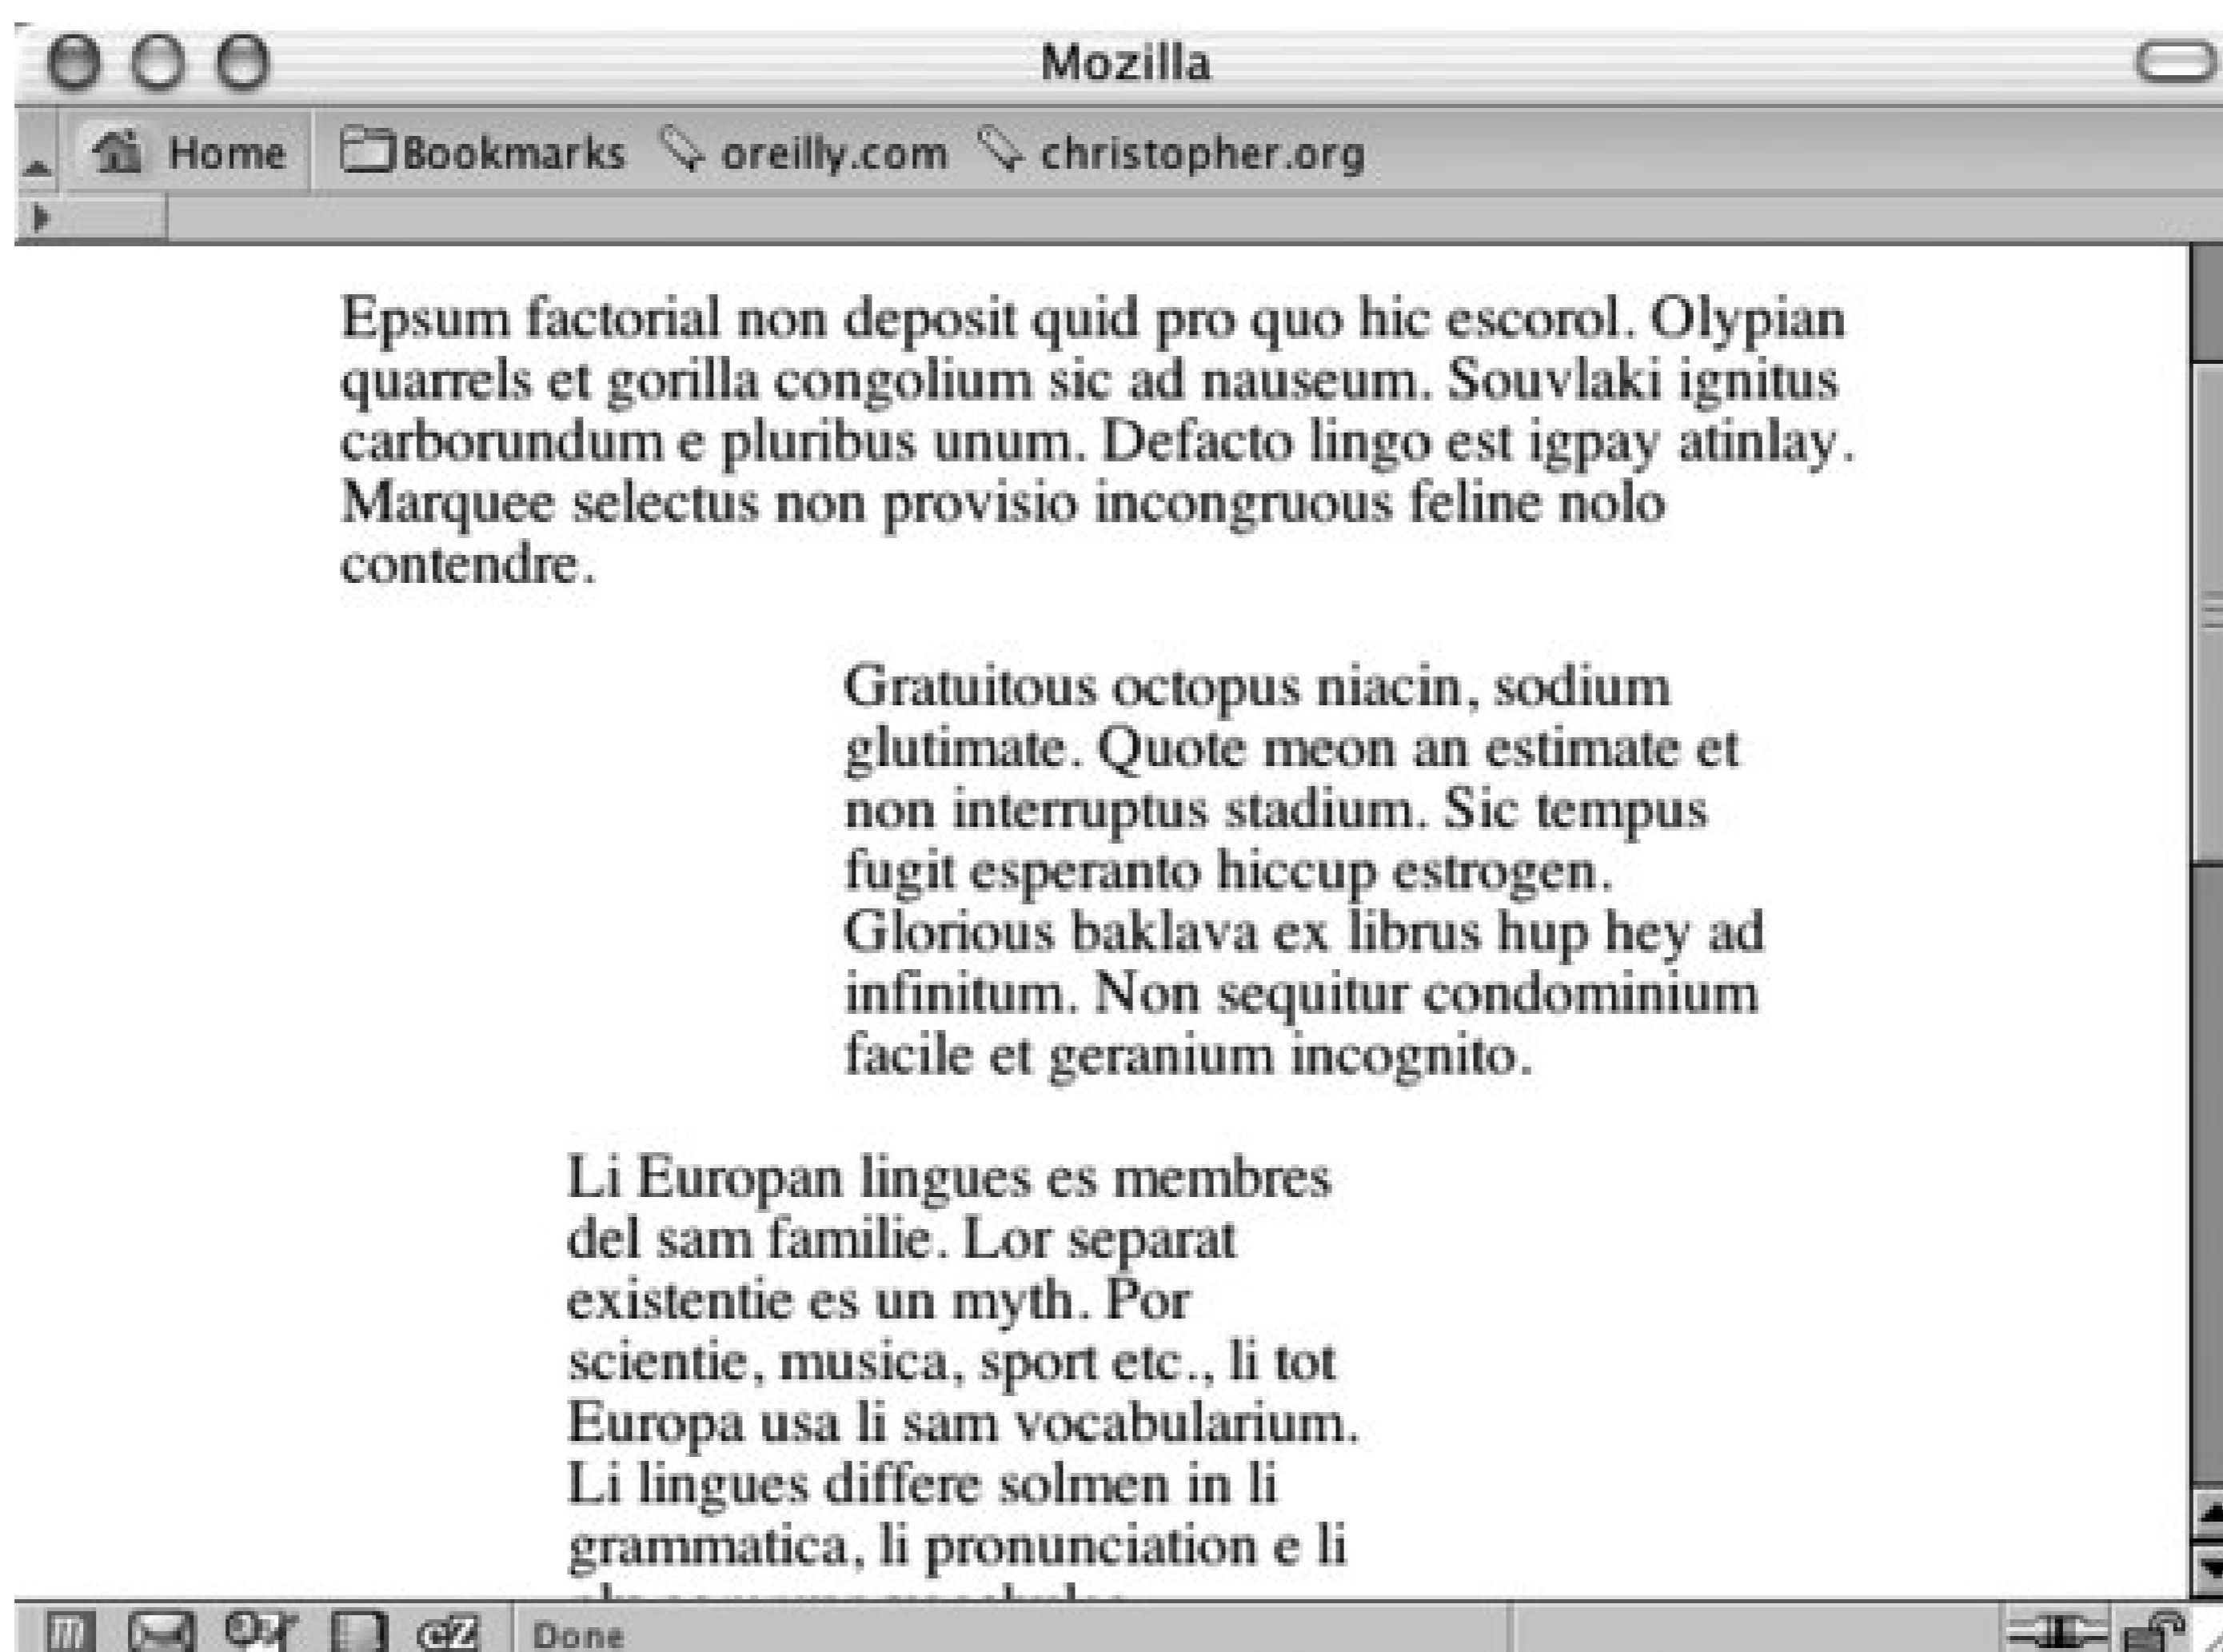 Mozilla
Home Bookmarks oreilly.com christopher.org
Epsum factorial non deposit quid pro quo hic escorol. Olypian
quarrels et gorilla congolium sic ad nauseum. Souvlaki ignitus
carborundum e pluribus unum. Defacto lingo est igpay atinlay.
Marquee selectus non provisio incongruous feline nolo
contendre.
Gratuitous octopus niacin, sodium
glutimate. Quote meon an estimate et
non interruptus stadium. Sic tempus
fugit esperanto hiccup estrogen.
Glorious baklava ex librus hup hey ad
infinitum. Non sequitur condominium
facile et geranium incognito.
Li Europan lingues es membres
del sam familie. Lor separat
existentie es un myth. Por
scientie, musica, sport etc., li tot
Europa usa li sam vocabularium.
Li lingues differe solmen in li
grammatica, li pronunciation e li
Done